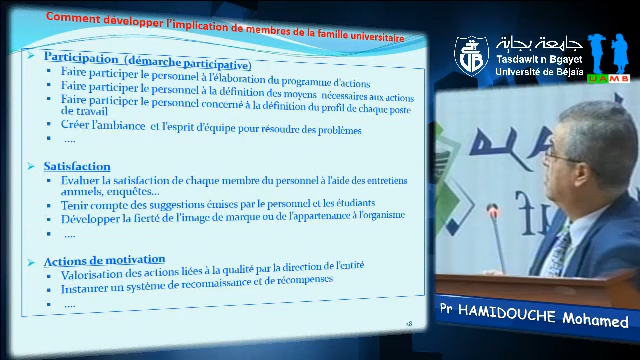 Comment développer l'implication de membres de la famille universitaire
Participation (démarche participative)
Faire participer le personnel à l'élaboration du programme d'actions
Faire participer le personnel à la définition des moyens nécessaires aux actions
Faire participer le personnel concerné à la définition du profil de chaque poste
de travail
Créer l'ambiance et l'esprit d'équipe pour résoudre des problèmes
....
Satisfaction
Evaluer la satisfaction de chaque membre du personnel à l'aide des entretiens
annuels, enquêtes...
Tenir compte des suggestions émises par le personnel et les étudiants
Développer la fierté de l'image de marque ou de l'appartenance à l'organisme
....
Actions de motivation
Valorisation des actions liées à la qualité par la direction de l'entité
Instaurer un système de reconnaissance et de récompenses
....
18
جامعة بجاية
Tasdawit n Bgayet
Université de Béjaïa
UAMB
Pr HAMIDOUCHE Mohamed